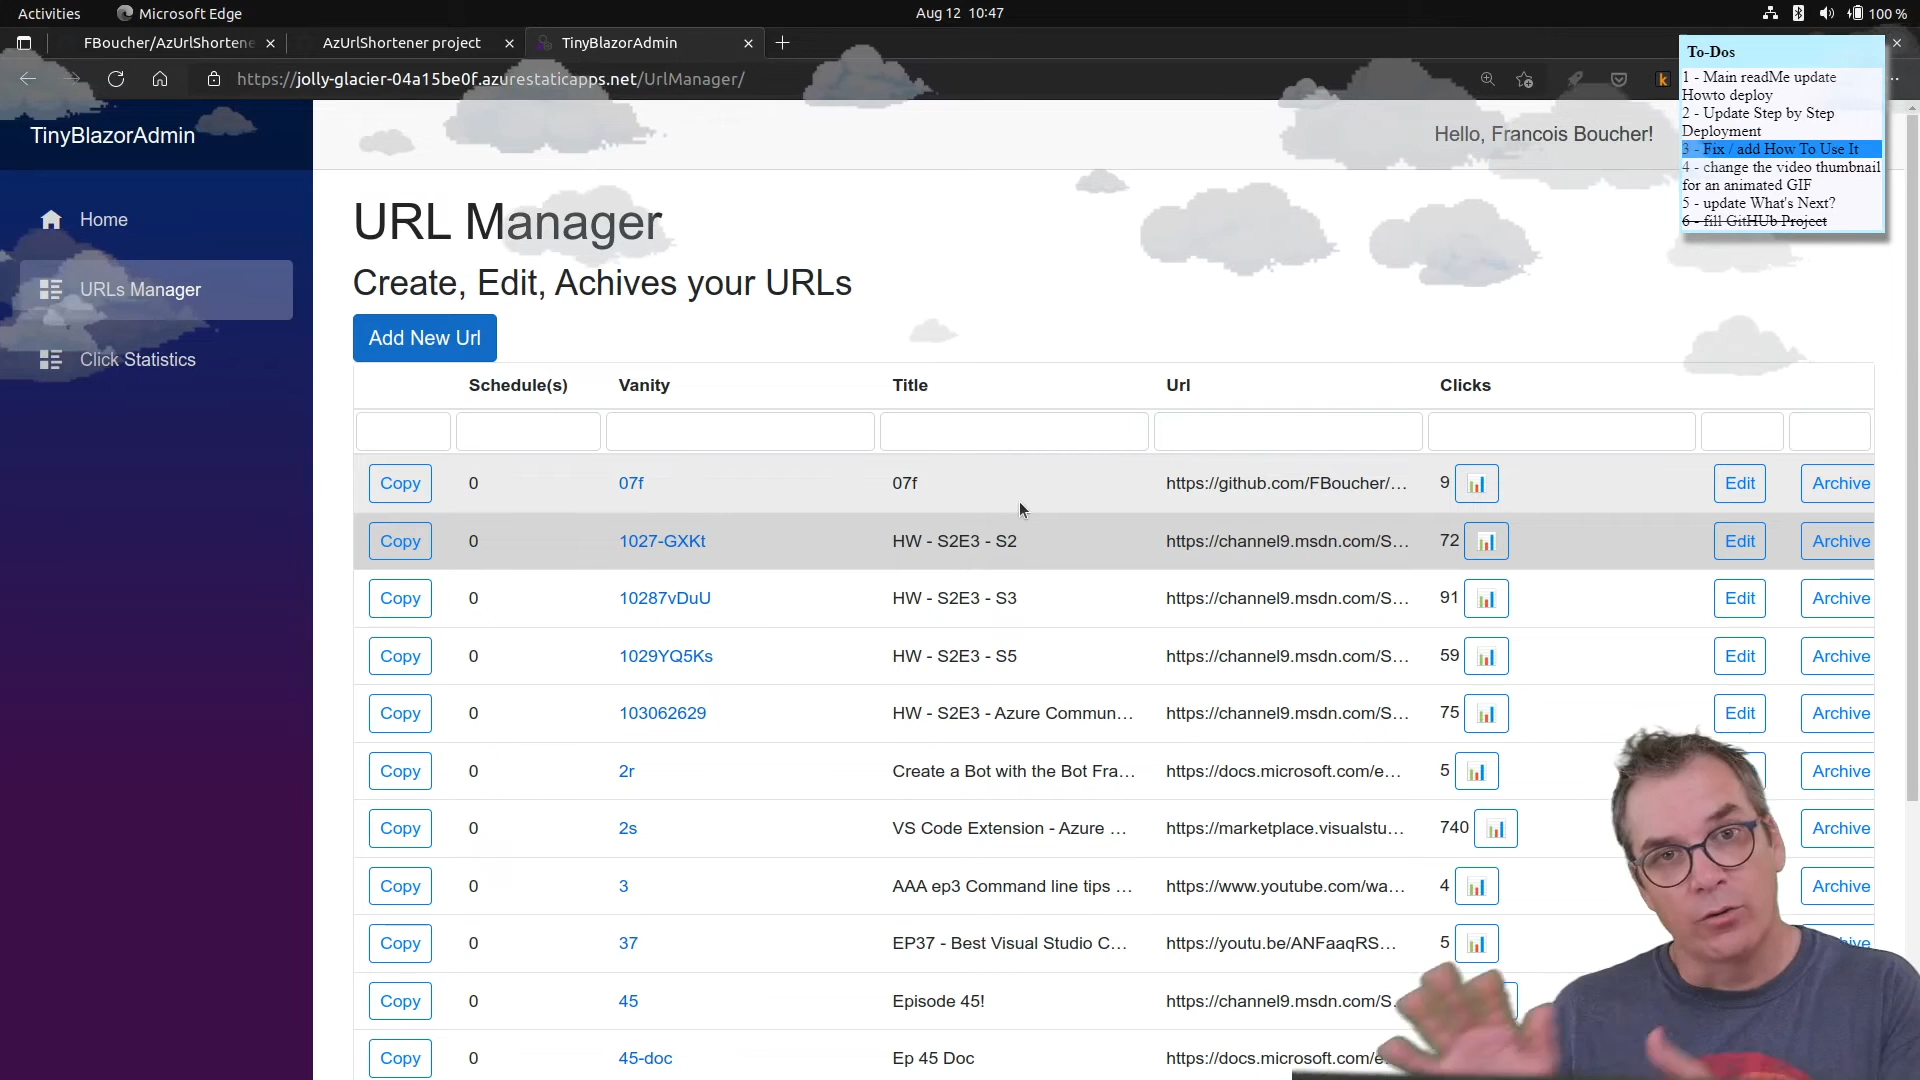 Activities
Microsoft Edge
Aug 12 10:47
100 %
FBoucher/AzUrlShortene
AzUrlShortener project
TinyBlazorAdmin
https://jolly-glacier-04a15be0f.azurestaticapps.net/UrlManager/
k
To-Dos
1 - Main readMe update
Howto deploy
2 - Update Step by Step
Deployment
3 - Fix / add How To Use It
4 - change the video thumbnail
for an animated GIF
5 - update What's Next?
6 - fill GitHUb Project
TinyBlazorAdmin
Hello, Francois Boucher!
Home
URLs Manager
Click Statistics
URL Manager
Create, Edit, Achives your URLs
Add New Url
Schedule(s) Vanity Title Url Clicks
Copy 0 07f 07f https://github.com/FBoucher/... 9 Edit Archive
Copy 0 1027-GXKt HW - S2E3 - S2 https://channel9.msdn.com/S... 72 Edit Archive
Copy 0 10287vDuU HW - S2E3 - S3 https://channel9.msdn.com/S... 91 Edit Archive
Copy 0 1029YQ5Ks HW - S2E3 - S5 https://channel9.msdn.com/S... 59 Edit Archive
Copy 0 103062629 HW - S2E3 - Azure Commun... https://channel9.msdn.com/S... 75 Edit Archive
Copy 0 2r Create a Bot with the Bot Fra... https://docs.microsoft.com/e... 5 Archive
Copy 0 2s VS Code Extension - Azure ... https://marketplace.visualstu... 740 Archive
Copy 0 3 AAA ep3 Command line tips ... https://www.youtube.com/wa... 4 Archive
Copy 0 37 EP37 - Best Visual Studio C... https://youtu.be/ANFaaqRS... 5 ive
Copy 0 45 Episode 45! https://channel9.msdn.com/S.
Copy 0 45-doc Ep 45 Doc https://docs.microsoft.com/e